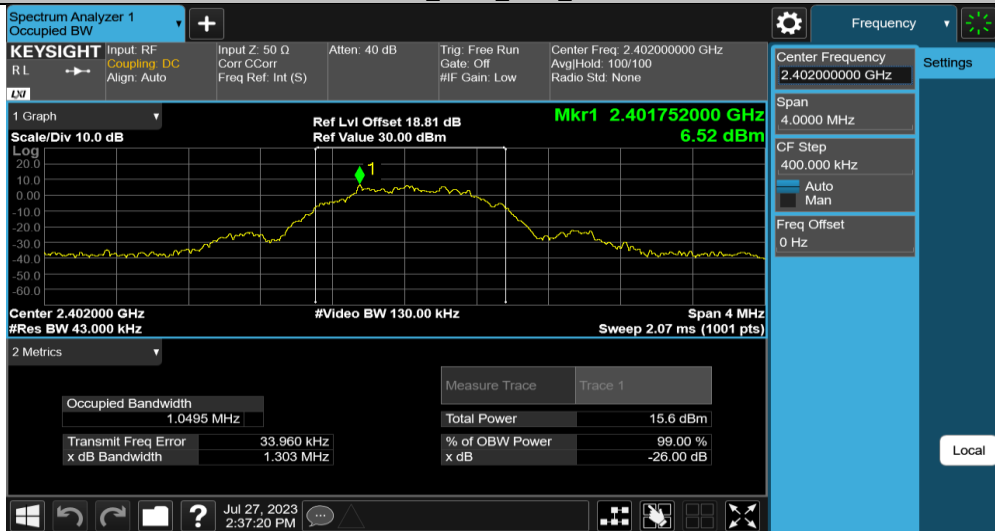 Spectrum Analyzer 1
Occupied BW
▼
+
Frequency ▼
KEYSIGHT
R L
LXI
Input: RF
Coupling: DC
Align: Auto
Input Z: 50 Ω
Corr CCorr
Freq Ref: Int (S)
Atten: 40 dB
Trig: Free Run
Gate: Off
#IF Gain: Low
Center Freq: 2.402000000 GHz
Avg|Hold: 100/100
Radio Std: None
Center Frequency
2.402000000 GHz
Settings
Span
4.0000 MHz
CF Step
400.000 kHz
Auto
Man
Freq Offset
0 Hz
Local
1 Graph ▼
Scale/Div 10.0 dB
Ref Lvl Offset 18.81 dB
Ref Value 30.00 dBm
Mkr1 2.401752000 GHz
6.52 dBm
Log
1
20.0
10.0
0.00
-10.0
-20.0
-30.0
-40.0
-50.0
-60.0
Center 2.402000 GHz
#Res BW 43.000 kHz
#Video BW 130.00 kHz
Span 4 MHz
Sweep 2.07 ms (1001 pts)
2 Metrics ▼
Measure Trace Trace 1
Occupied Bandwidth
1.0495 MHz
Total Power 15.6 dBm
Transmit Freq Error 33.960 kHz
% of OBW Power 99.00 %
x dB Bandwidth 1.303 MHz
x dB -26.00 dB
?
Jul 27, 2023
2:37:20 PM